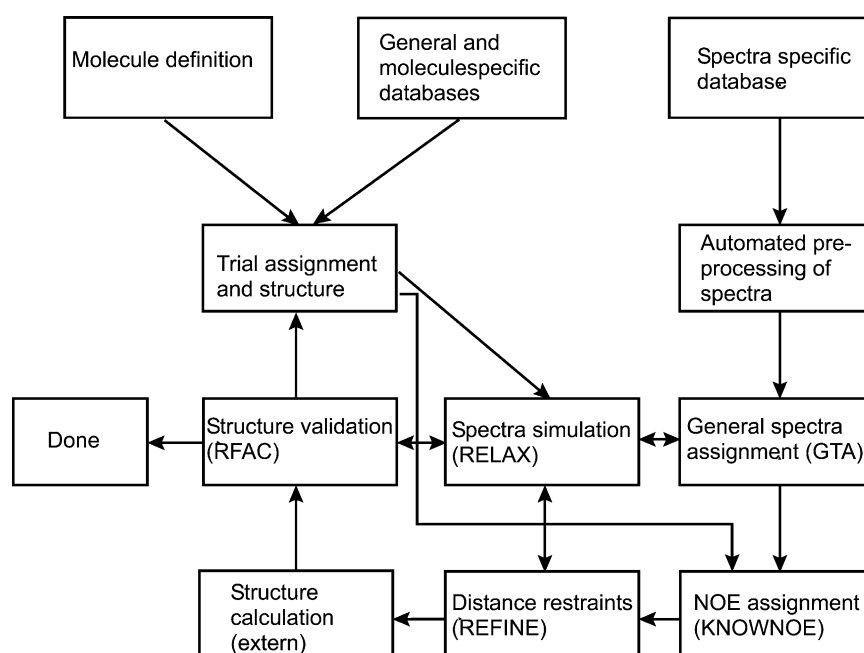 Molecule definition
General and
moleculespecific
databases
Spectra specific
database
Trial assignment
and structure
Automated pre-
processing of
spectra
Done
Structure validation
(RFAC)
Spectra simulation
(RELAX)
General spectra
assignment (GTA)
Structure
calculation
(extern)
Distance restraints
(REFINE)
NOE assignment
(KNOWNOE)